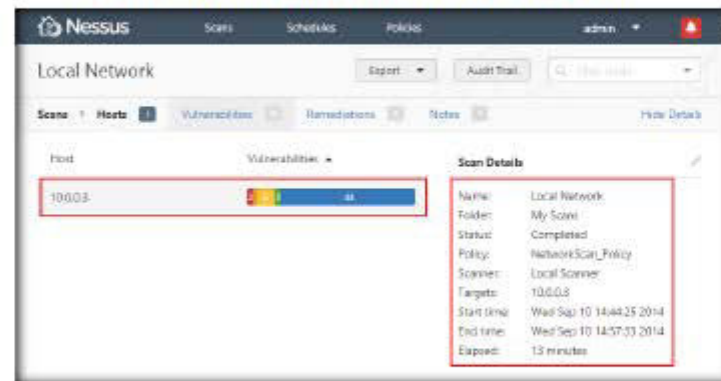 Nessus
Scans Schedules Policies admin
Local Network Export Audit Trail
Scans Hosts 1 Vulnerabilities Remediations Notes Hide Details
Host Vulnerabilities Scan Details
10.0.0.3
Name: Local Network
Folder: My Scans
Status: Completed
Policy: NetworkScan_Policy
Scanner: Local Scanner
Targets: 10.0.0.3
Start time: Wed Sep 10 14:44:25 2014
End time: Wed Sep 10 14:57:33 2014
Elapsed: 13 minutes